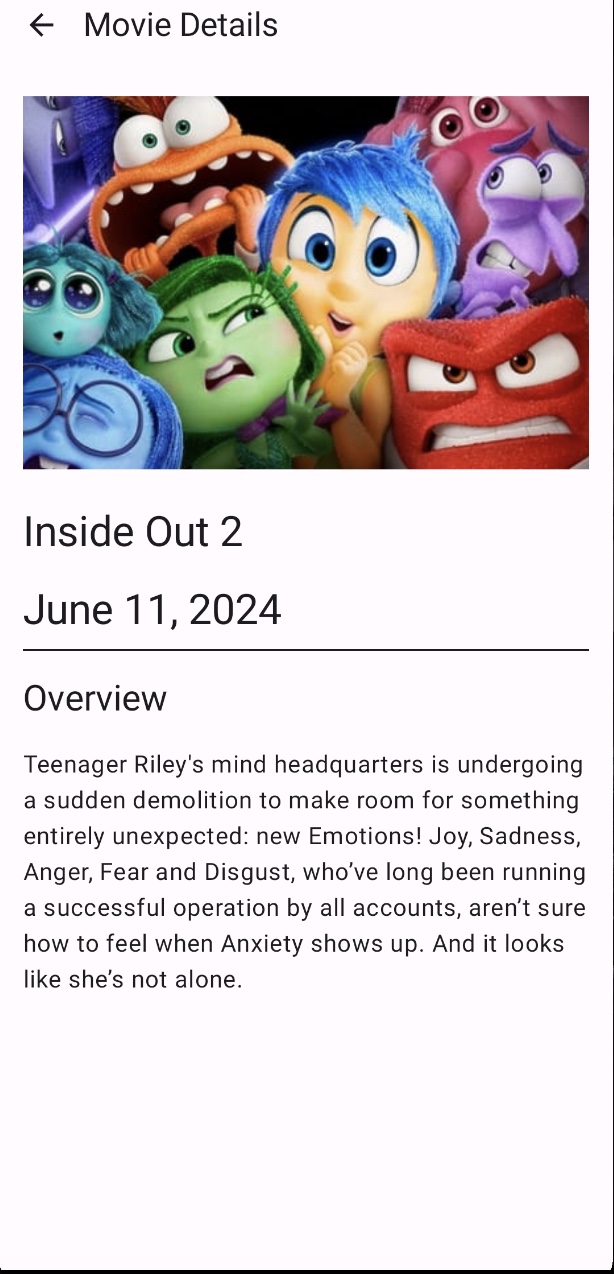 Movie Details
Inside Out 2
June 11, 2024
Overview
Teenager Riley's mind headquarters is undergoing
a sudden demolition to make room for something
entirely unexpected: new Emotions! Joy, Sadness,
Anger, Fear and Disgust, who’ve long been running
a successful operation by all accounts, aren’t sure
how to feel when Anxiety shows up. And it looks
like she’s not alone.